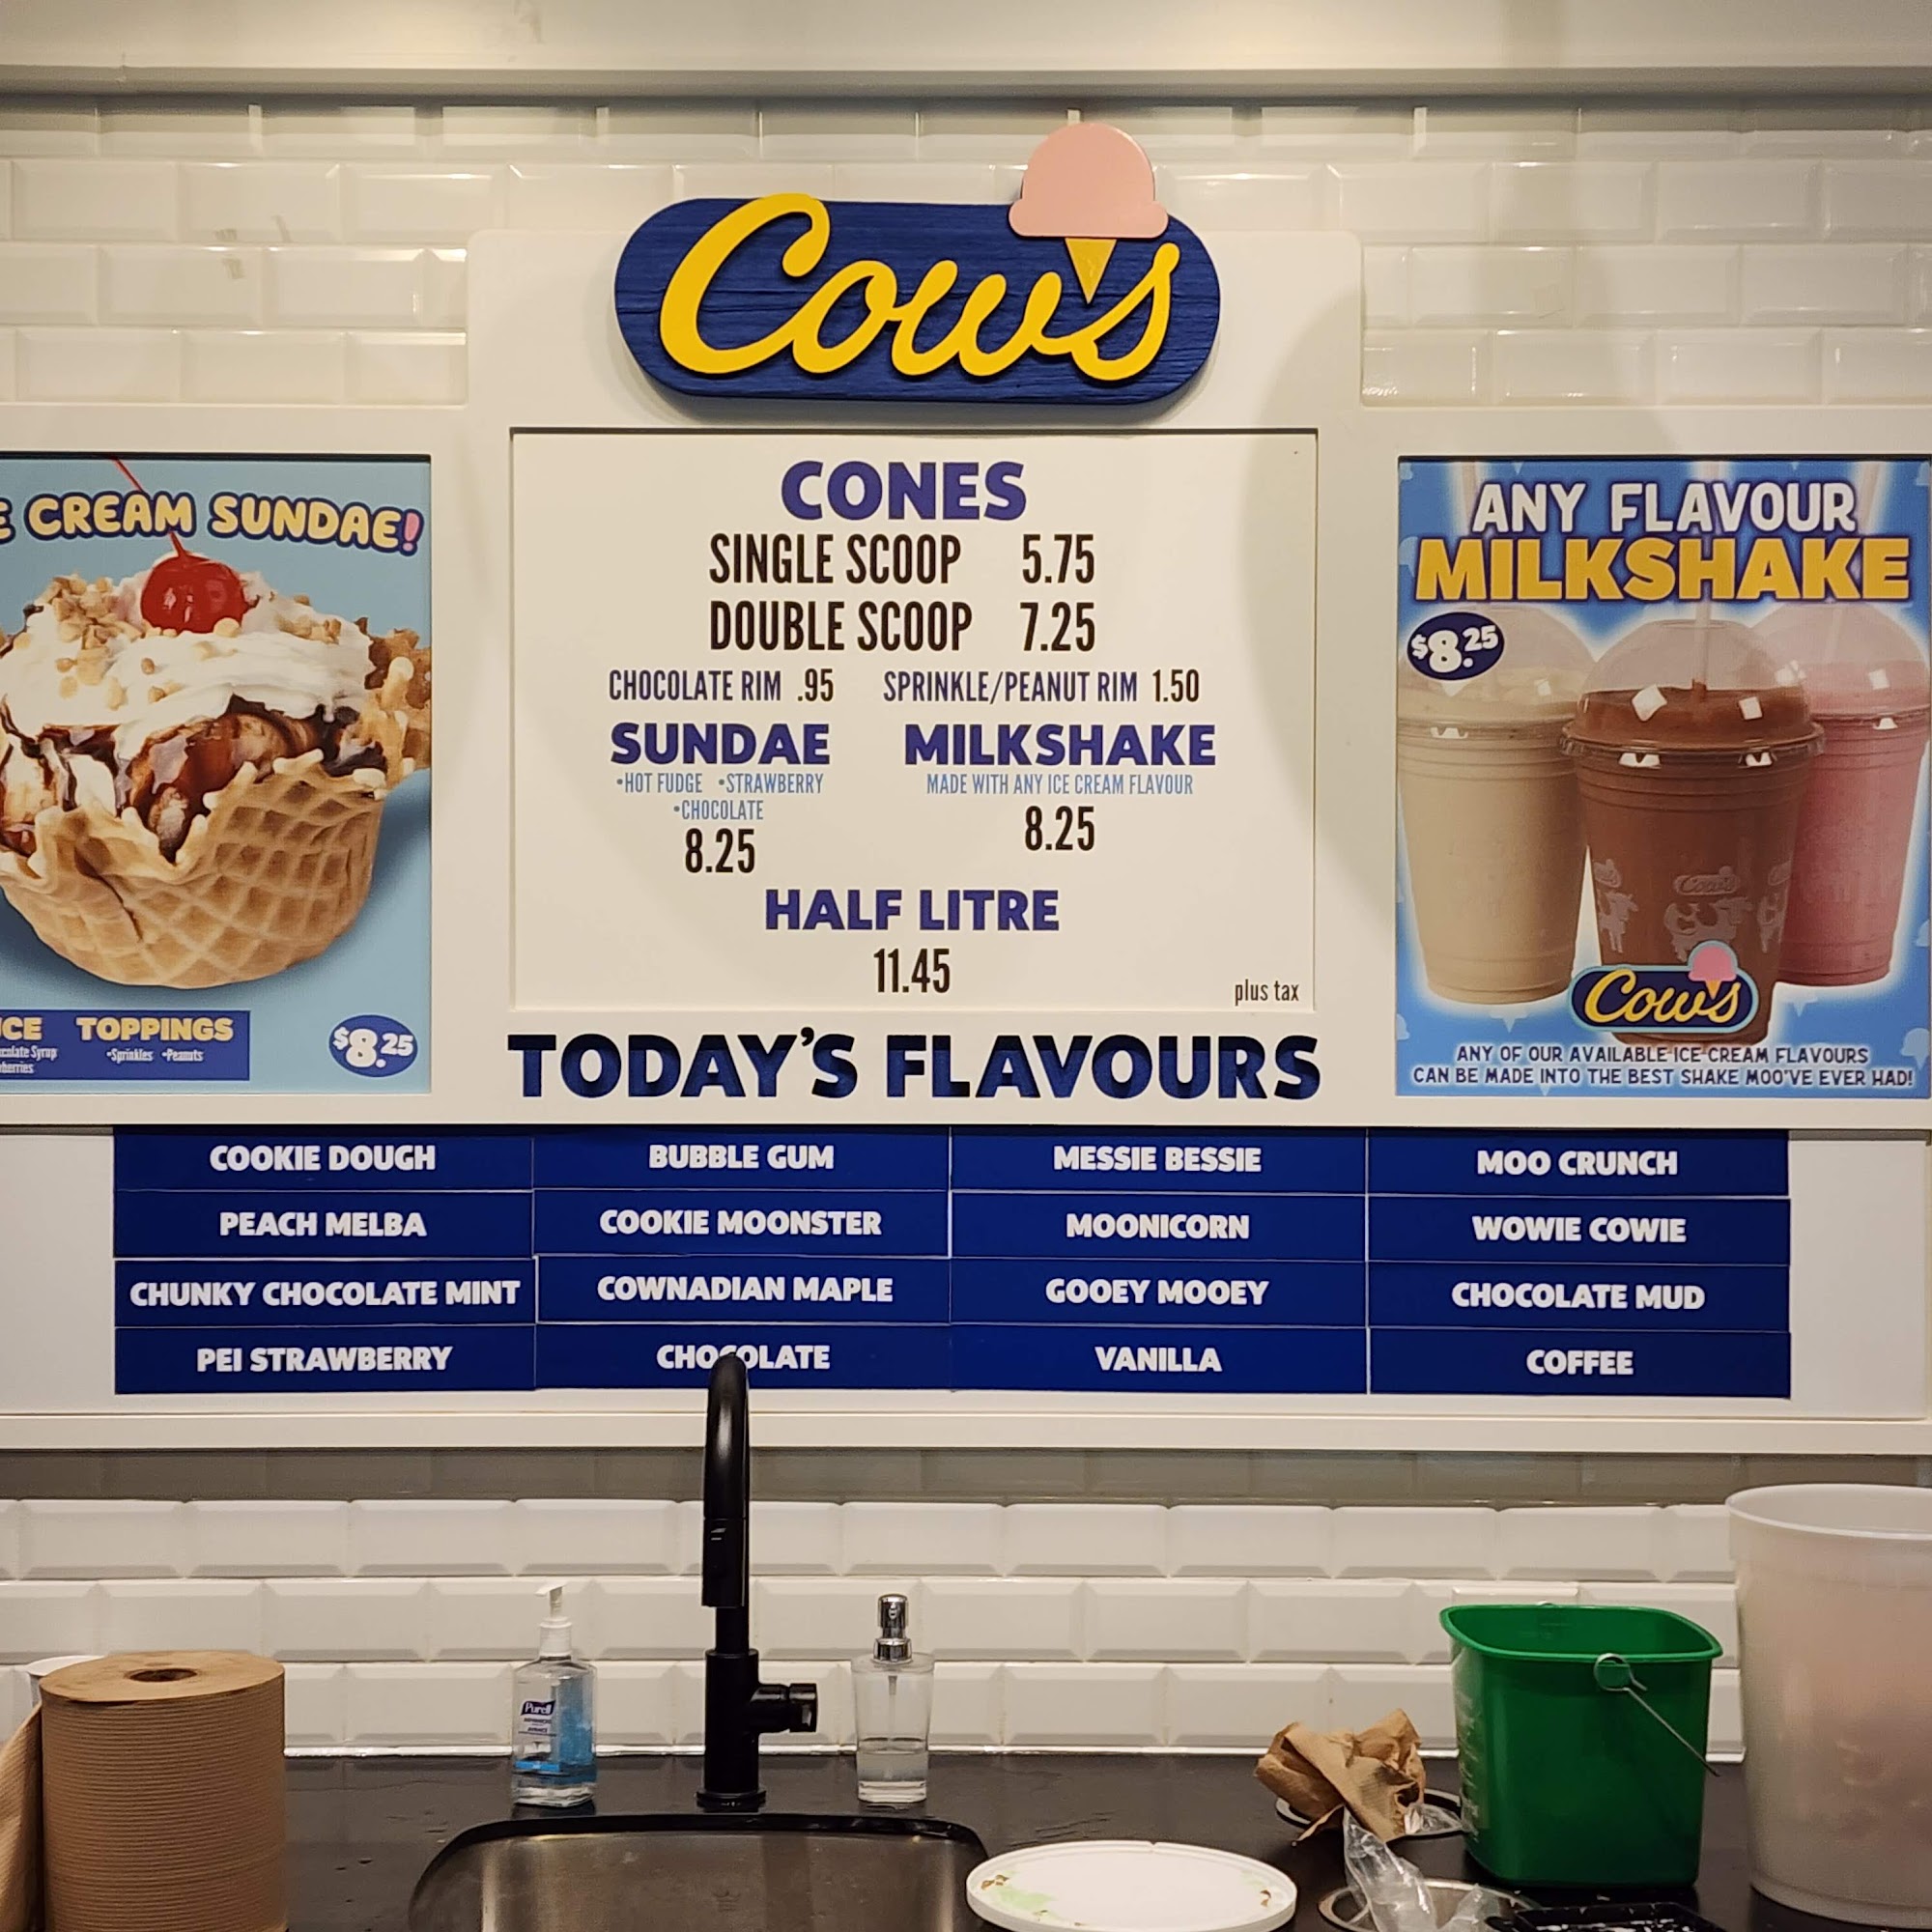 Cow's
CREAM SUNDAE!
TOPPINGS
•Sprinkles •Peanuts
$8.25
CONES
SINGLE SCOOP 5.75
DOUBLE SCOOP 7.25
CHOCOLATE RIM .95 SPRINKLE/PEANUT RIM 1.50
SUNDAE
•HOT FUDGE •STRAWBERRY
•CHOCOLATE
8.25
MILKSHAKE
MADE WITH ANY ICE CREAM FLAVOUR
8.25
HALF LITRE
11.45
plus tax
ANY FLAVOUR
MILKSHAKE
$8.25
Cow's
Cow's
ANY OF OUR AVAILABLE ICE CREAM FLAVOURS
CAN BE MADE INTO THE BEST SHAKE MOO'VE EVER HAD!
TODAY'S FLAVOURS
COOKIE DOUGH BUBBLE GUM MESSIE BESSIE MOO CRUNCH
PEACH MELBA COOKIE MOONSTER MOONICORN WOWIE COWIE
CHUNKY CHOCOLATE MINT COWNADIAN MAPLE GOOEY MOOEY CHOCOLATE MUD
PEI STRAWBERRY CHOCOLATE VANILLA COFFEE
Purell